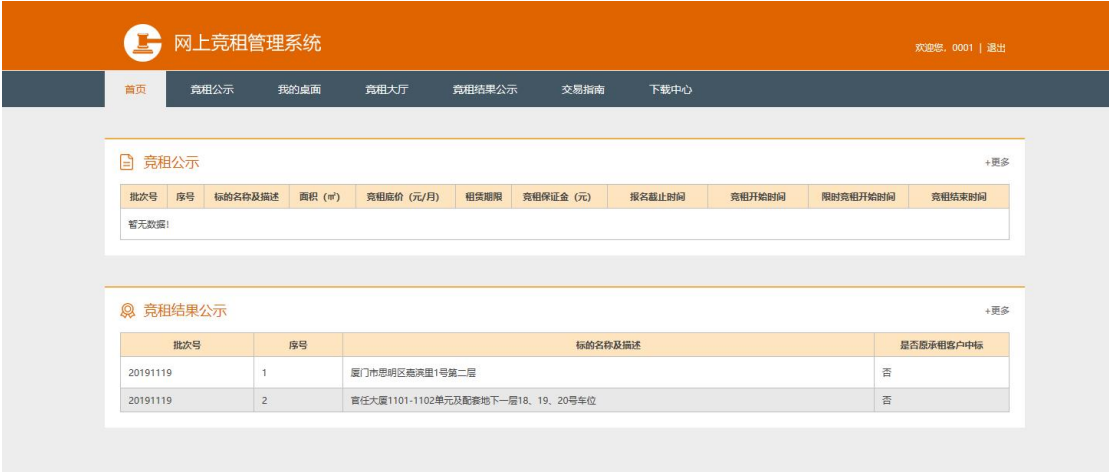 网上竞租管理系统
欢迎您，0001 | 退出
首页 竞租公示 我的桌面 竞租大厅 竞租结果公示 交易指南 下载中心
竞租公示 +更多
批次号 序号 标的名称及描述 面积（㎡） 竞租底价（元/月） 租赁期限 竞租保证金（元） 报名截止时间 竞租开始时间 限时竞租开始时间 竞租结束时间
暂无数据!
竞租结果公示 +更多
批次号 序号 标的名称及描述 是否原承租客户中标
20191119 1 厦门市思明区嘉滨里1号第二层 否
20191119 2 官任大厦1101-1102单元及配套地下一层18、19、20号车位 否